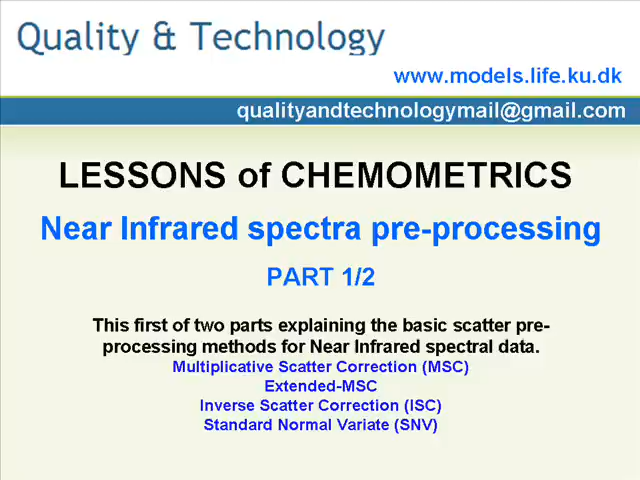 Quality & Technology
www.models.life.ku.dk
qualityandtechnologymail@gmail.com
LESSONS of CHEMOMETRICS
Near Infrared spectra pre-processing
PART 1/2
This first of two parts explaining the basic scatter pre-
processing methods for Near Infrared spectral data.
Multiplicative Scatter Correction (MSC)
Extended-MSC
Inverse Scatter Correction (ISC)
Standard Normal Variate (SNV)